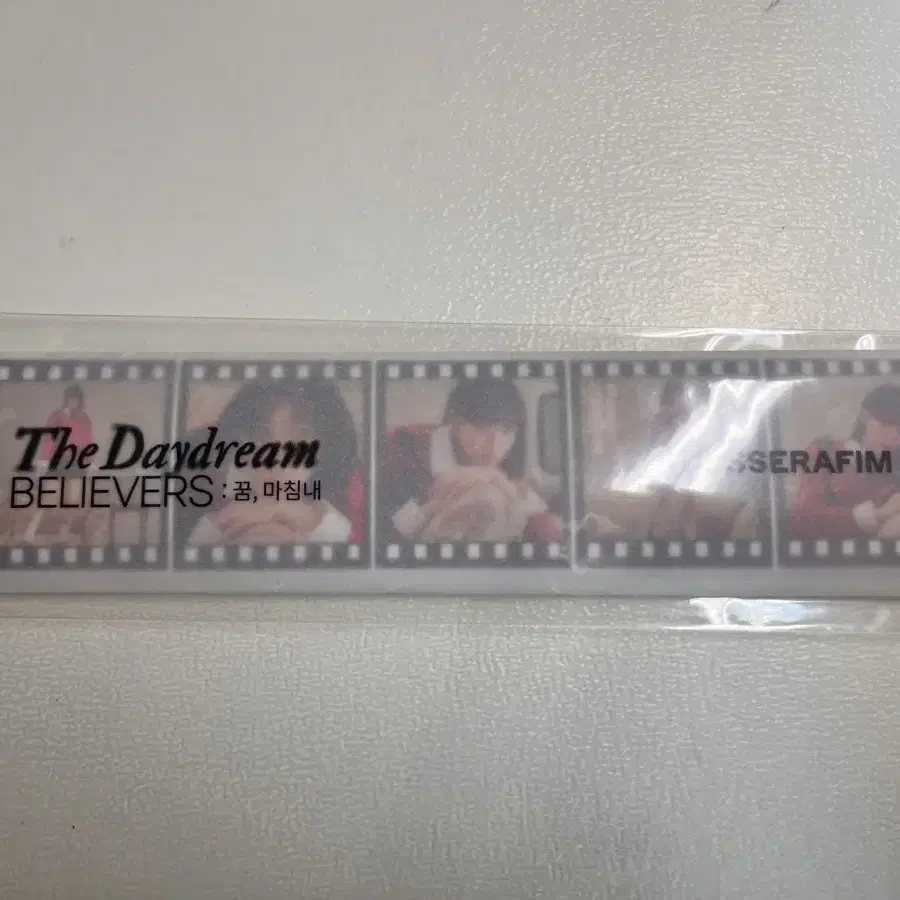 The Daydream
BELIEVERS : 꿈, 마침내
SSERAFIM